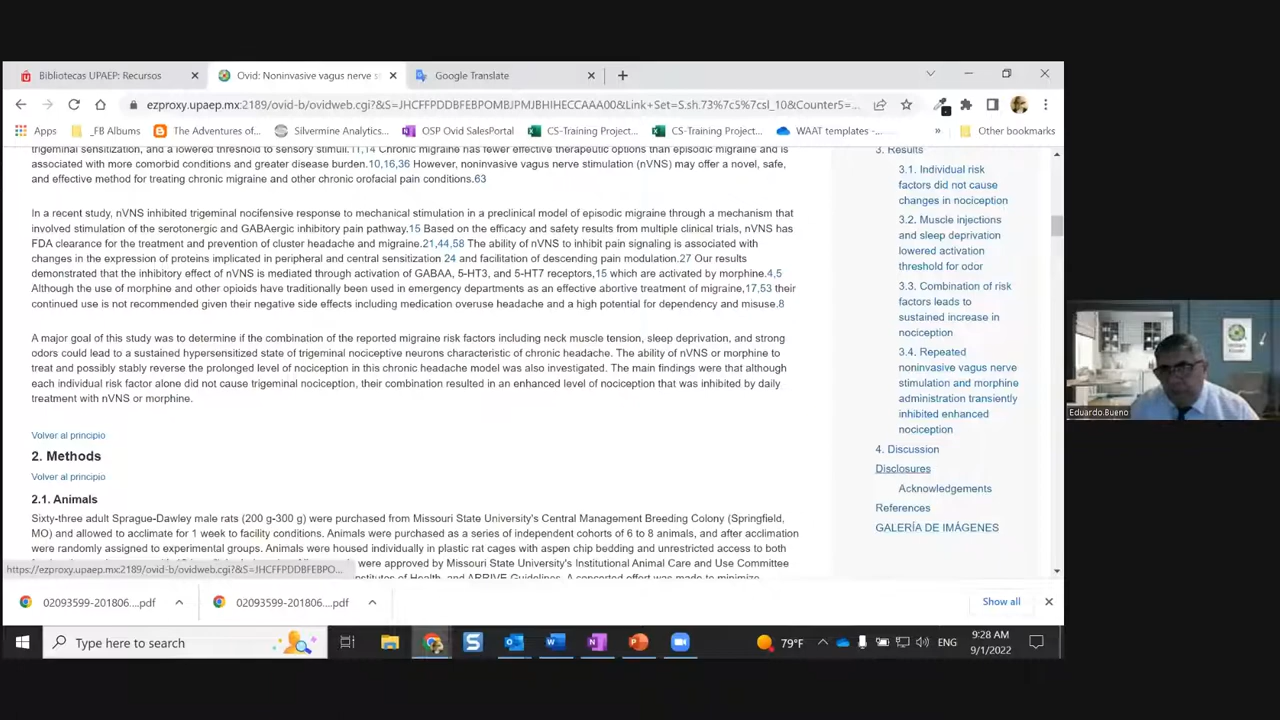 Bibliotecas UPAEP: Recursos
Ovid: Noninvasive vagus nerve s
Google Translate
ezproxy.upaep.mx:2189/ovid-b/ovidweb.cgi?&S=JHCFFPDDBFEBPOMBJPMJBHIHECCAAA00&Link+Set=S.sh.73%7c5%7csl_10&Counter5=...
Apps
_FB Albums
The Adventures of...
Silvermine Analytics...
OSP Ovid SalesPortal
CS-Training Project...
CS-Training Project...
WAAT templates -...
»
Other bookmarks
trigeminal sensitization, and a lowered threshold to sensory stimuli.11,14 Chronic migraine has fewer effective therapeutic options than episodic migraine and is
associated with more comorbid conditions and greater disease burden.10,16,36 However, noninvasive vagus nerve stimulation (nVNS) may offer a novel, safe,
and effective method for treating chronic migraine and other chronic orofacial pain conditions.63
In a recent study, nVNS inhibited trigeminal nocifensive response to mechanical stimulation in a preclinical model of episodic migraine through a mechanism that
involved stimulation of the serotonergic and GABAergic inhibitory pain pathway.15 Based on the efficacy and safety results from multiple clinical trials, nVNS has
FDA clearance for the treatment and prevention of cluster headache and migraine.21,44,58 The ability of nVNS to inhibit pain signaling is associated with
changes in the expression of proteins implicated in peripheral and central sensitization 24 and facilitation of descending pain modulation.27 Our results
demonstrated that the inhibitory effect of nVNS is mediated through activation of GABAA, 5-HT3, and 5-HT7 receptors,15 which are activated by morphine.4,5
Although the use of morphine and other opioids have traditionally been used in emergency departments as an effective abortive treatment of migraine,17,53 their
continued use is not recommended given their negative side effects including medication overuse headache and a high potential for dependency and misuse.8
A major goal of this study was to determine if the combination of the reported migraine risk factors including neck muscle tension, sleep deprivation, and strong
odors could lead to a sustained hypersensitized state of trigeminal nociceptive neurons characteristic of chronic headache. The ability of nVNS or morphine to
treat and possibly stably reverse the prolonged level of nociception in this chronic headache model was also investigated. The main findings were that although
each individual risk factor alone did not cause trigeminal nociception, their combination resulted in an enhanced level of nociception that was inhibited by daily
treatment with nVNS or morphine.
Volver al principio
2. Methods
Volver al principio
2.1. Animals
Sixty-three adult Sprague-Dawley male rats (200 g-300 g) were purchased from Missouri State University's Central Management Breeding Colony (Springfield,
MO) and allowed to acclimate for 1 week to facility conditions. Animals were purchased as a series of independent cohorts of 6 to 8 animals, and after acclimation
were randomly assigned to experimental groups. Animals were housed individually in plastic rat cages with aspen chip bedding and unrestricted access to both
were approved by Missouri State University's Institutional Animal Care and Use Committee
https://ezproxy.upaep.mx:2189/ovid-b/ovidweb.cgi?&S=JHCFFPDDBFEBPO...
stitutes of Health, and ARRIVE Guidelines. A concerted effort was made to minimize
3. Results
3.1. Individual risk
factors did not cause
changes in nociception
3.2. Muscle injections
and sleep deprivation
lowered activation
threshold for odor
3.3. Combination of risk
factors leads to
sustained increase in
nociception
3.4. Repeated
noninvasive vagus nerve
stimulation and morphine
administration transiently
inhibited enhanced
nociception
4. Discussion
Disclosures
Acknowledgements
References
GALERÍA DE IMÁGENES
Eduardo.Bueno
02093599-201806....pdf
02093599-201806....pdf
Show all
Type here to search
79°F
ENG
9:28 AM
9/1/2022